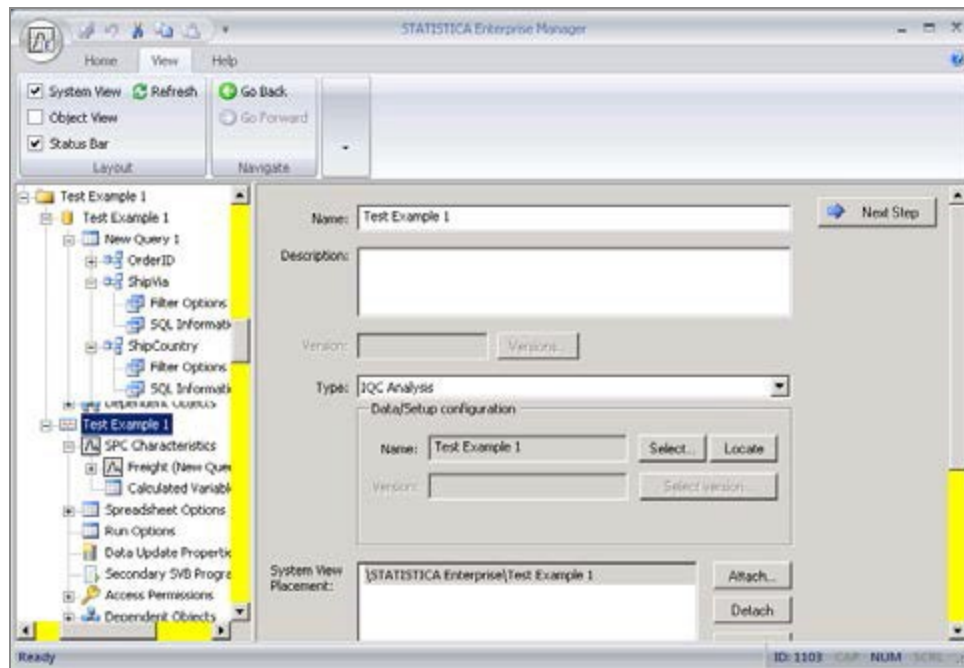 STATISTICA Enterprise Manager
Home View Help
System View Refresh Go Back
Object View Go Forward
Status Bar
Layout Navigate
Test Example 1
Test Example 1
New Query 1
OrderID
ShipVia
Filter Options
SQL Informati
ShipCountry
Filter Options
SQL Informati
Dependent Objects
Test Example 1
SPC Characteristics
Freight (New Quer
Calculated Variabl
Spreadsheet Options
Run Options
Data Update Propertie
Secondary SVB Progra
Access Permissions
Dependent Objects
Name: Test Example 1
Next Step
Description:
Version: Versions...
Type: IQC Analysis
Data/Setup configuration
Name: Test Example 1 Select... Locate
Version: Select version...
System View Placement: \STATISTICA Enterprise\Test Example 1
Attach...
Detach
Ready ID: 1103 CAP NUM SCRL